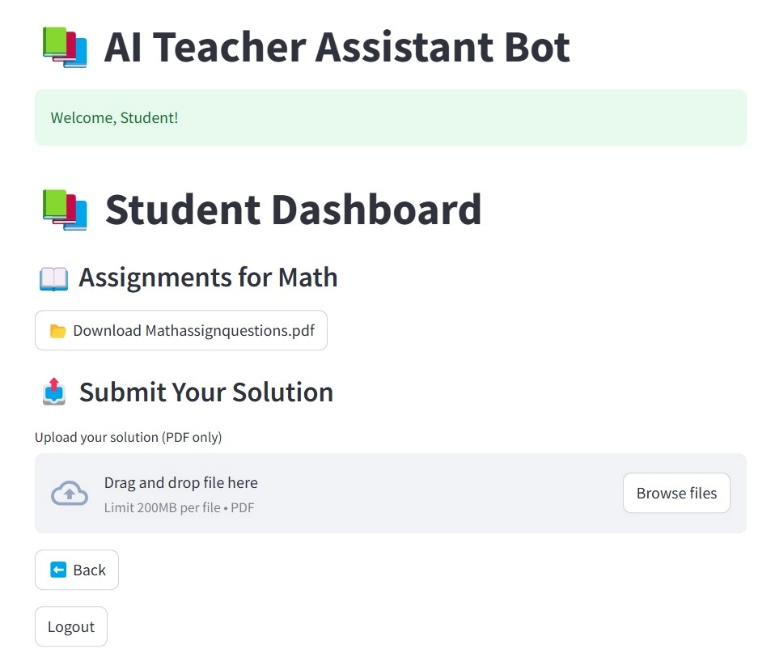 AI Teacher Assistant Bot
Welcome, Student!
Student Dashboard
Assignments for Math
Download Mathassignquestions.pdf
Submit Your Solution
Upload your solution (PDF only)
Drag and drop file here
Limit 200MB per file • PDF
Browse files
Back
Logout